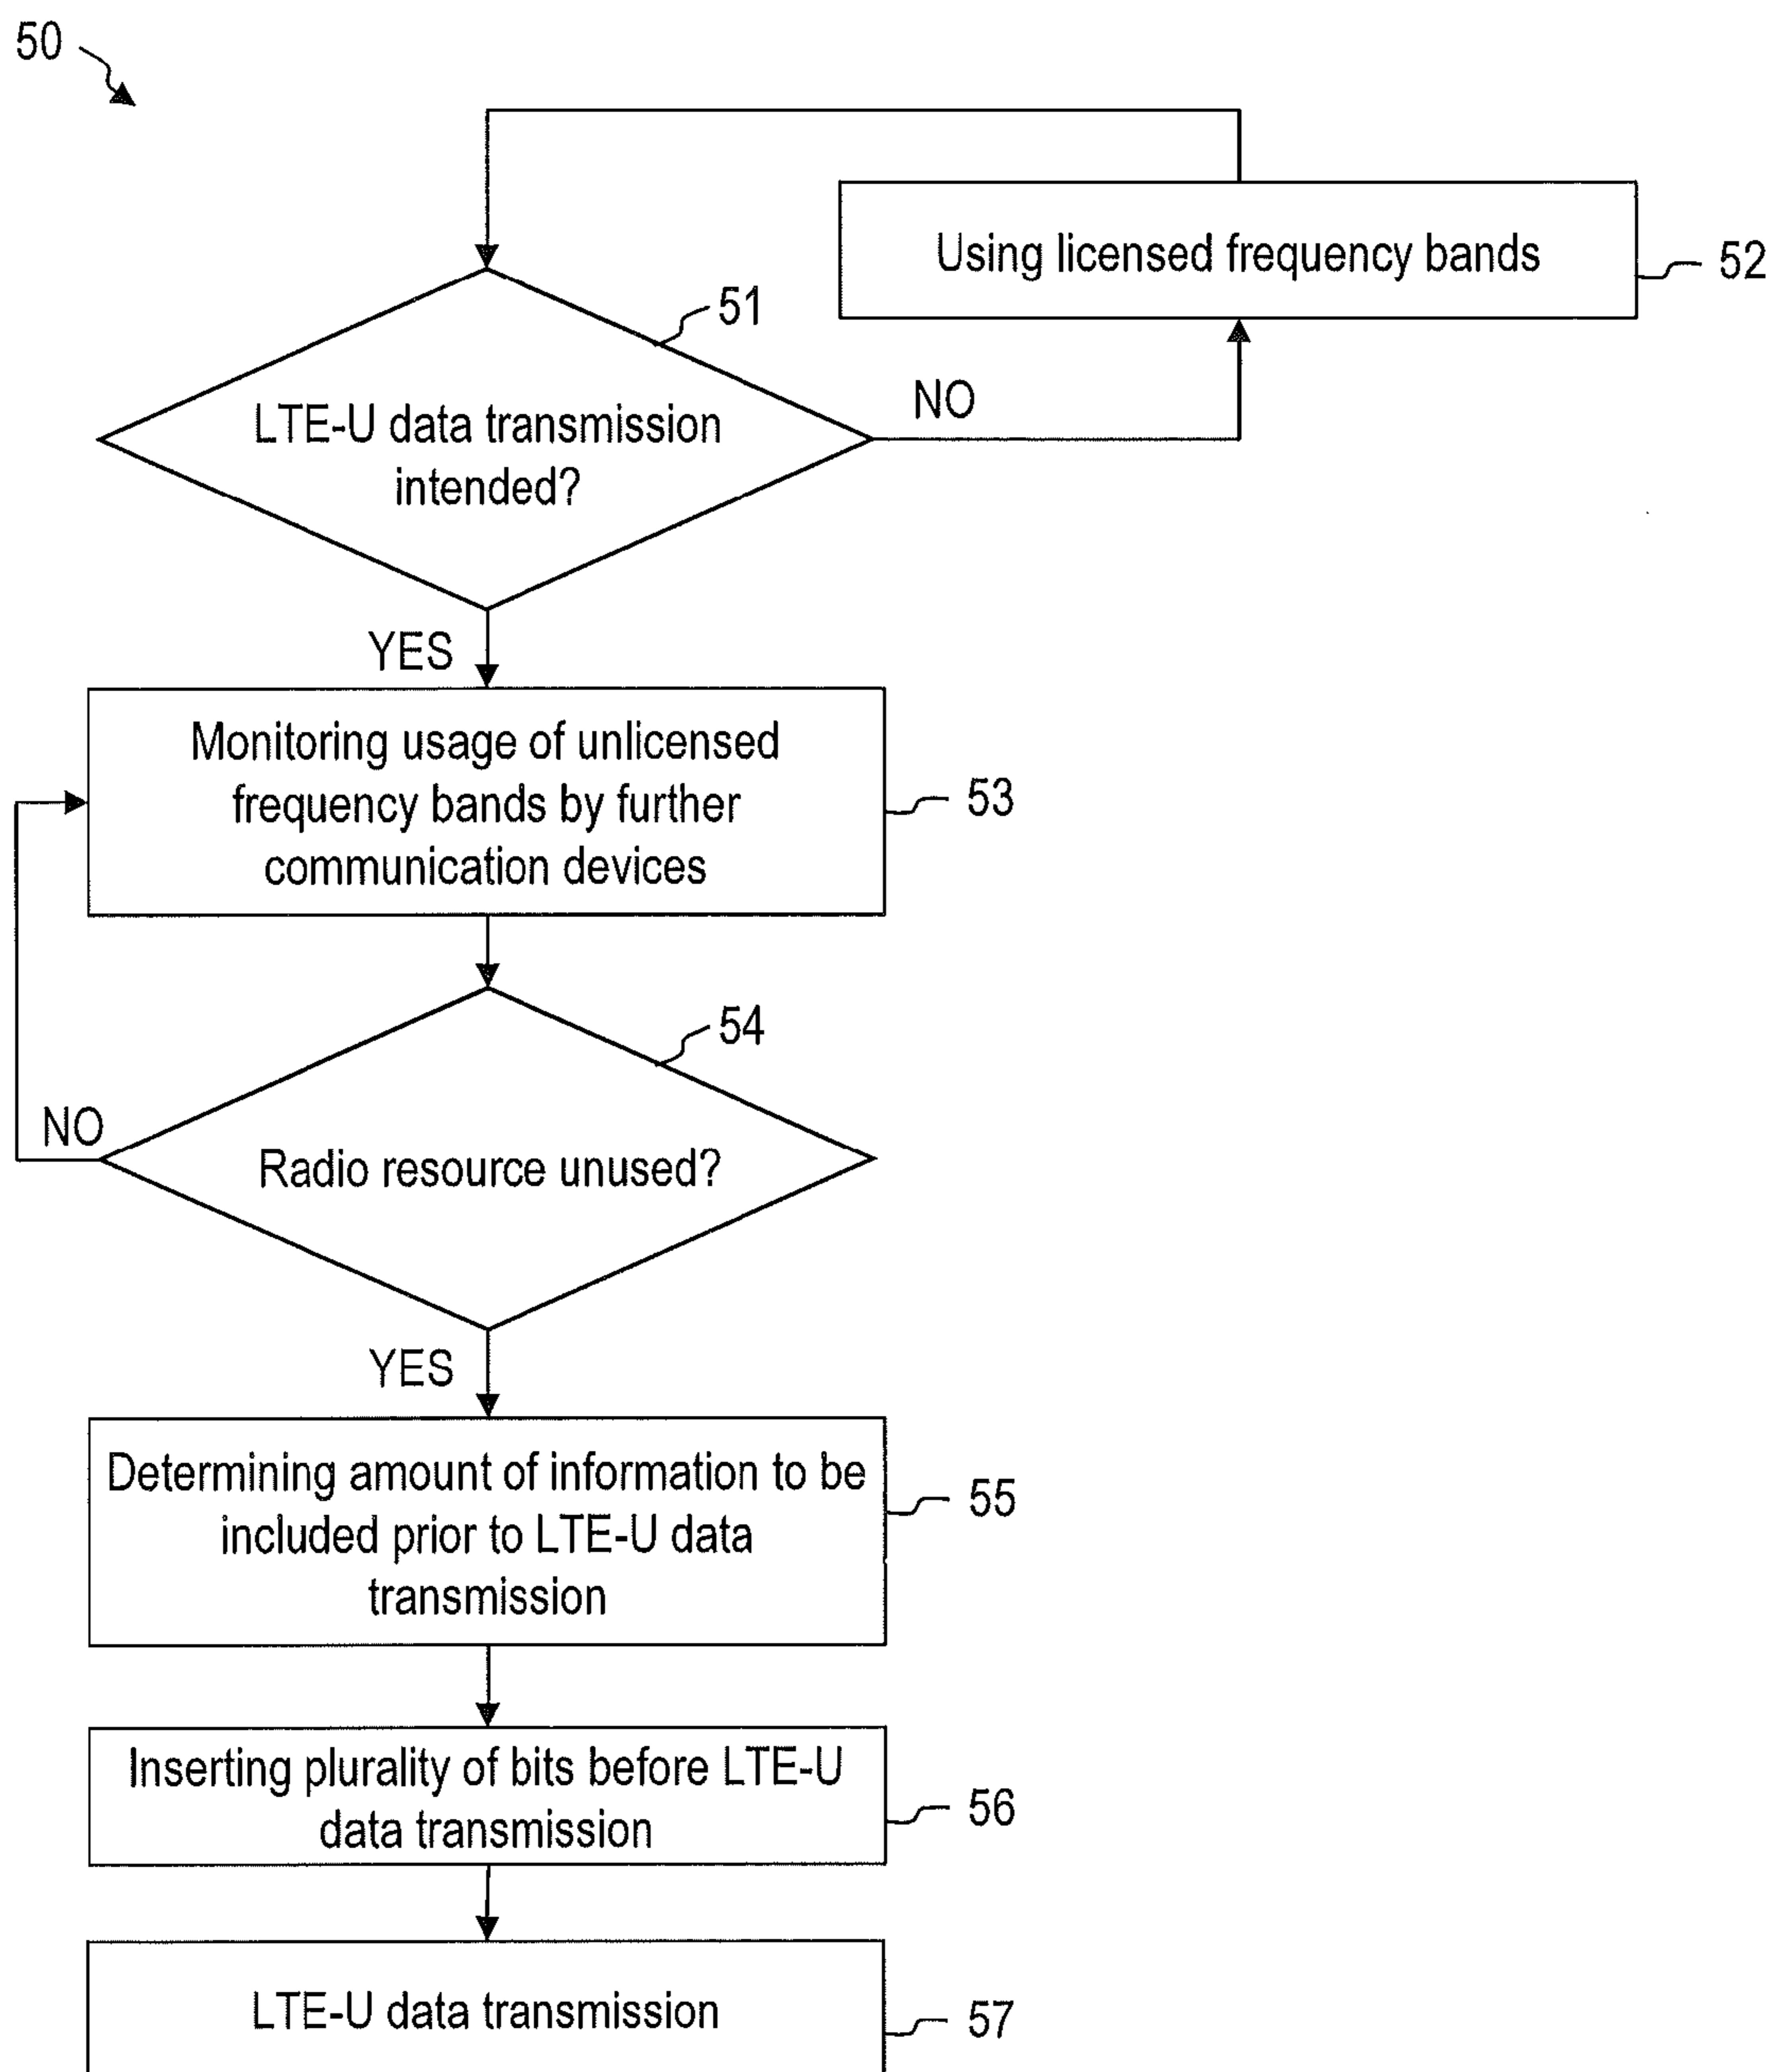 50
Using licensed frequency bands
52
51
LTE-U data transmission
intended?
NO
YES
Monitoring usage of unlicensed
frequency bands by further
communication devices
53
54
Radio resource unused?
NO
YES
Determining amount of information to be
included prior to LTE-U data
transmission
55
Inserting plurality of bits before LTE-U
data transmission
56
LTE-U data transmission
57